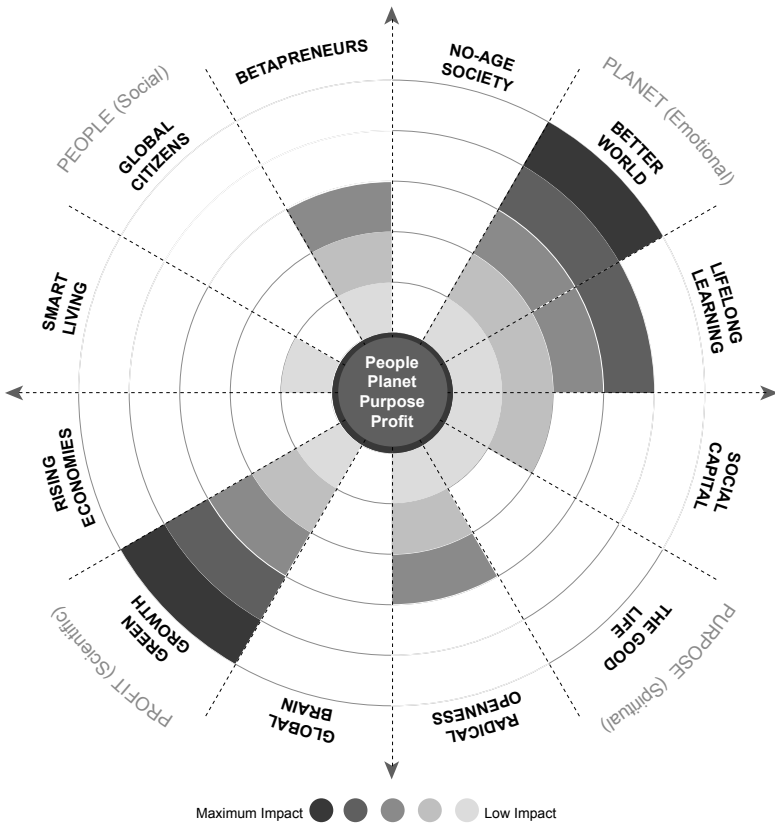 BETAPRENEURS
NO-AGE
SOCIETY
PEOPLE (Social)
PLANET (Emotional)
GLOBAL
CITIZENS
BETTER
WORLD
SMART
LIVING
LIFELONG
LEARNING
People
Planet
Purpose
Profit
RISING
ECONOMIES
SOCIAL
CAPITAL
GREEN
GROWTH
THE GOOD
LIFE
PROFIT (Scientific)
PURPOSE (Spiritual)
GLOBAL
BRAIN
RADICAL
OPENNESS
Maximum Impact
Low Impact